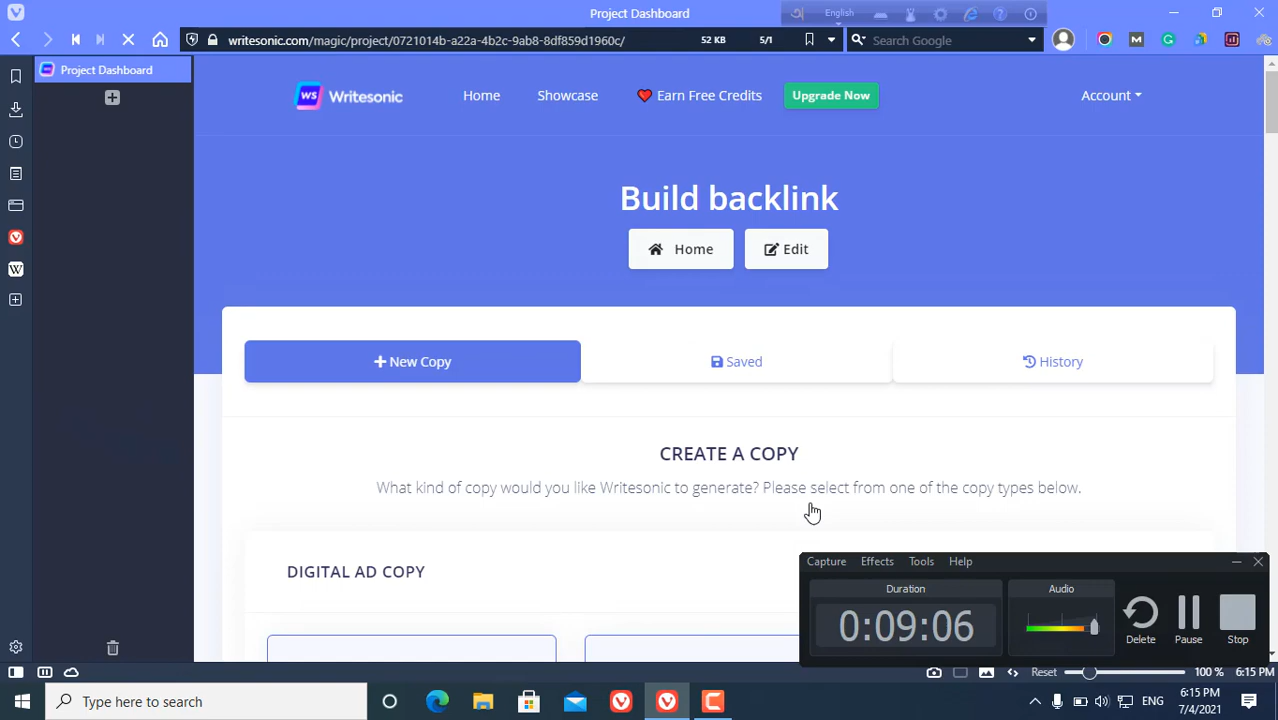 Project Dashboard
English
writesonic.com/magic/project/0721014b-a22a-4b2c-9ab8-8df859d1960c/
52 KB
5/1
Search Google
Project Dashboard
WS Writesonic
Home
Showcase
Earn Free Credits
Upgrade Now
Account
Build backlink
Home
Edit
New Copy
Saved
History
CREATE A COPY
What kind of copy would you like Writesonic to generate? Please select from one of the copy types below.
DIGITAL AD COPY
Capture
Effects
Tools
Help
Duration
Audio
0:09:06
Delete
Pause
Stop
Reset
100 %
6:15 PM
Type here to search
ENG
6:15 PM
7/4/2021